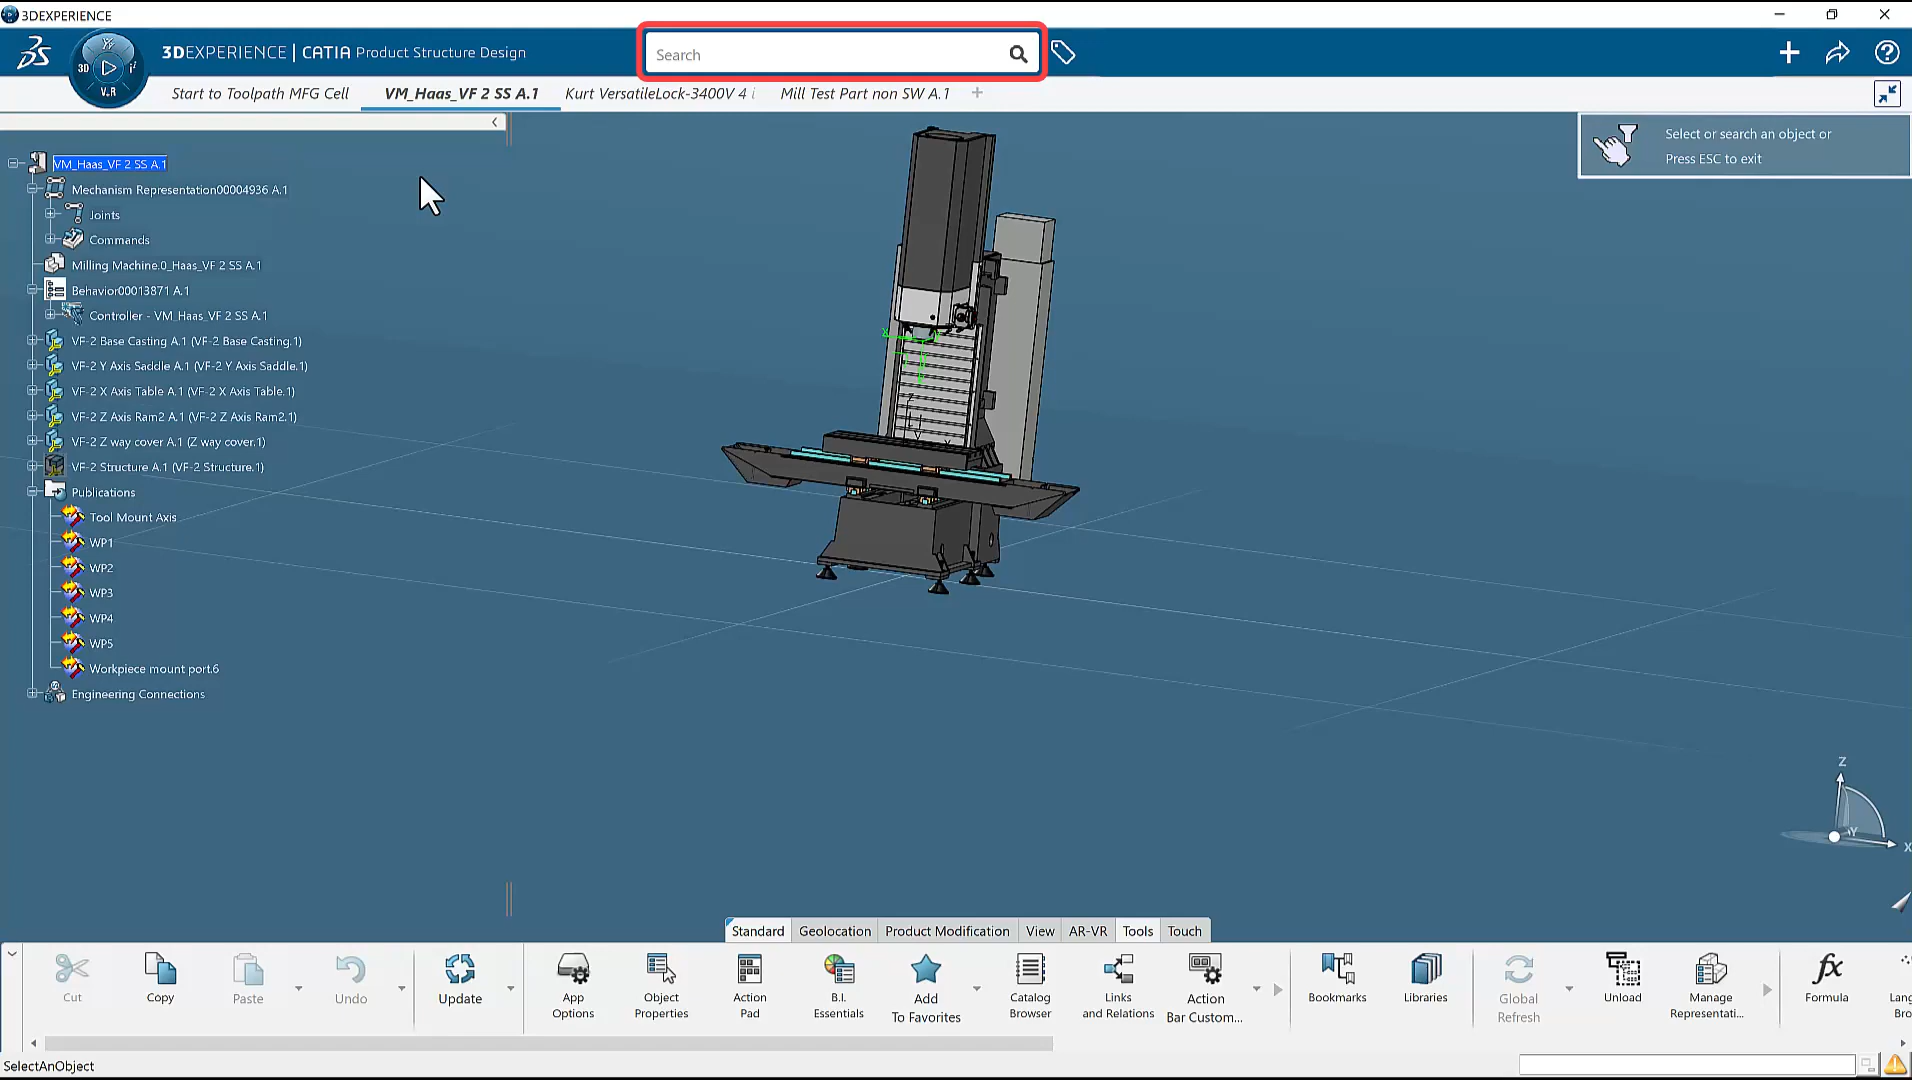 3DEXPERIENCE
3DEXPERIENCE | CATIA Product Structure Design
Search
3D
V.R
Start to Toolpath MFG Cell
VM_Haas_VF 2 SS A.1
Kurt VersatileLock-3400V 4
Mill Test Part non SW A.1
Select or search an object or
Press ESC to exit
VM_Haas_VF 2 SS A.1
Mechanism Representation00004936 A.1
Joints
Commands
Milling Machine.0_Haas_VF 2 SS A.1
Behavior00013871 A.1
Controller - VM_Haas_VF 2 SS A.1
VF-2 Base Casting A.1 (VF-2 Base Casting.1)
VF-2 Y Axis Saddle A.1 (VF-2 Y Axis Saddle.1)
VF-2 X Axis Table A.1 (VF-2 X Axis Table.1)
VF-2 Z Axis Ram2 A.1 (VF-2 Z Axis Ram2.1)
VF-2 Z way cover A.1 (Z way cover.1)
VF-2 Structure A.1 (VF-2 Structure.1)
Publications
Tool Mount Axis
WP1
WP2
WP3
WP4
WP5
Workpiece mount port.6
Engineering Connections
Z
Y
X
Standard
Geolocation
Product Modification
View
AR-VR
Tools
Touch
Cut
Copy
Paste
Undo
Update
App
Options
Object
Properties
Action
Pad
B.I.
Essentials
Add
To Favorites
Catalog
Browser
Links
and Relations
Action
Bar Custom...
Bookmarks
Libraries
Global
Refresh
Unload
Manage
Representati...
fx
Formula
Lang
Bro
SelectAnObject